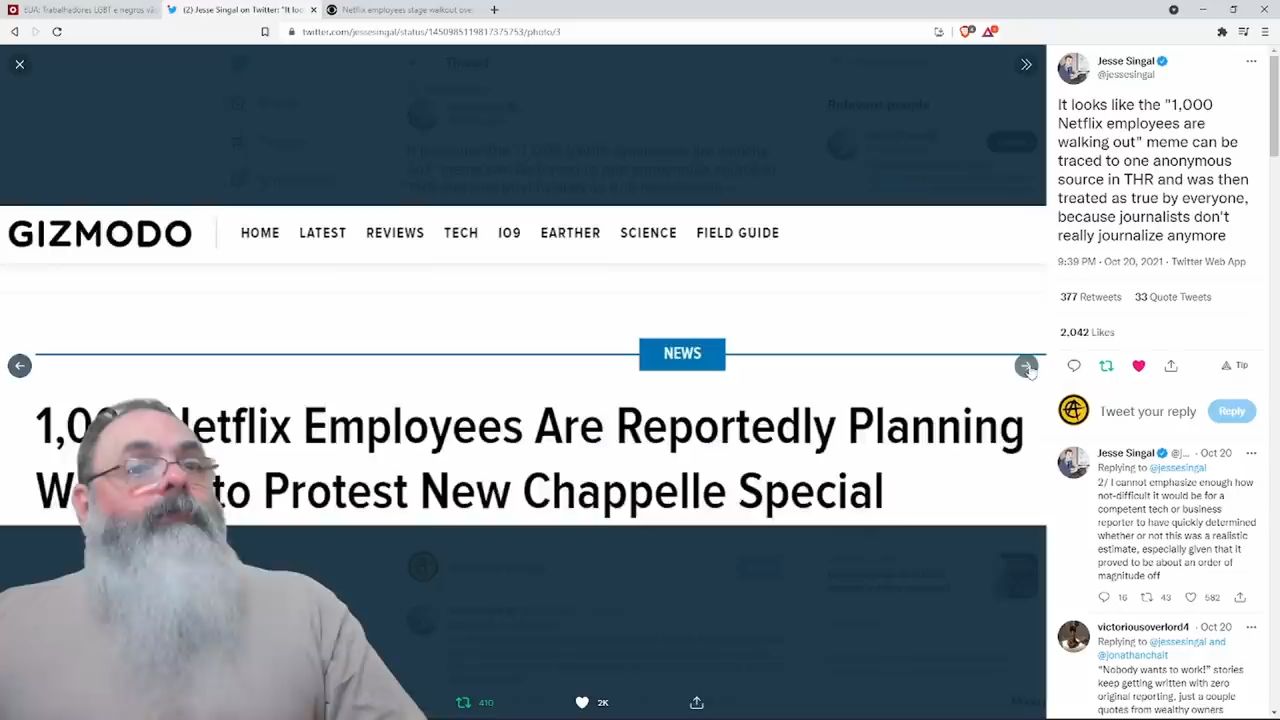 EUA: Trabalhadores LGBT e negros vã
(2) Jesse Singal on Twitter: "It loo
Netflix employees stage walkout ove
twitter.com/jessesingal/status/1450985119817375753/photo/3
Thread
Relevant people
GIZMODO
HOME LATEST REVIEWS TECH IO9 EARTHER SCIENCE FIELD GUIDE
NEWS
1,0 Netflix Employees Are Reportedly Planning
W to Protest New Chappelle Special
410
2K
Jesse Singal
@jessesingal
It looks like the "1,000
Netflix employees are
walking out" meme can be
traced to one anonymous
source in THR and was then
treated as true by everyone,
because journalists don't
really journalize anymore
9:39 PM · Oct 20, 2021 · Twitter Web App
377 Retweets 33 Quote Tweets
2,042 Likes
Tip
Tweet your reply
Reply
Jesse Singal @j... · Oct 20
Replying to @jessesingal
2/ I cannot emphasize enough how
not-difficult it would be for a
competent tech or business
reporter to have quickly determined
whether or not this was a realistic
estimate, especially given that it
proved to be about an order of
magnitude off
16 43 582
victoriousoverlord4 · Oct 20
Replying to @jessesingal and
@jonathanchait
"Nobody wants to work!" stories
keep getting written with zero
original reporting, just a couple
quotes from wealthy owners